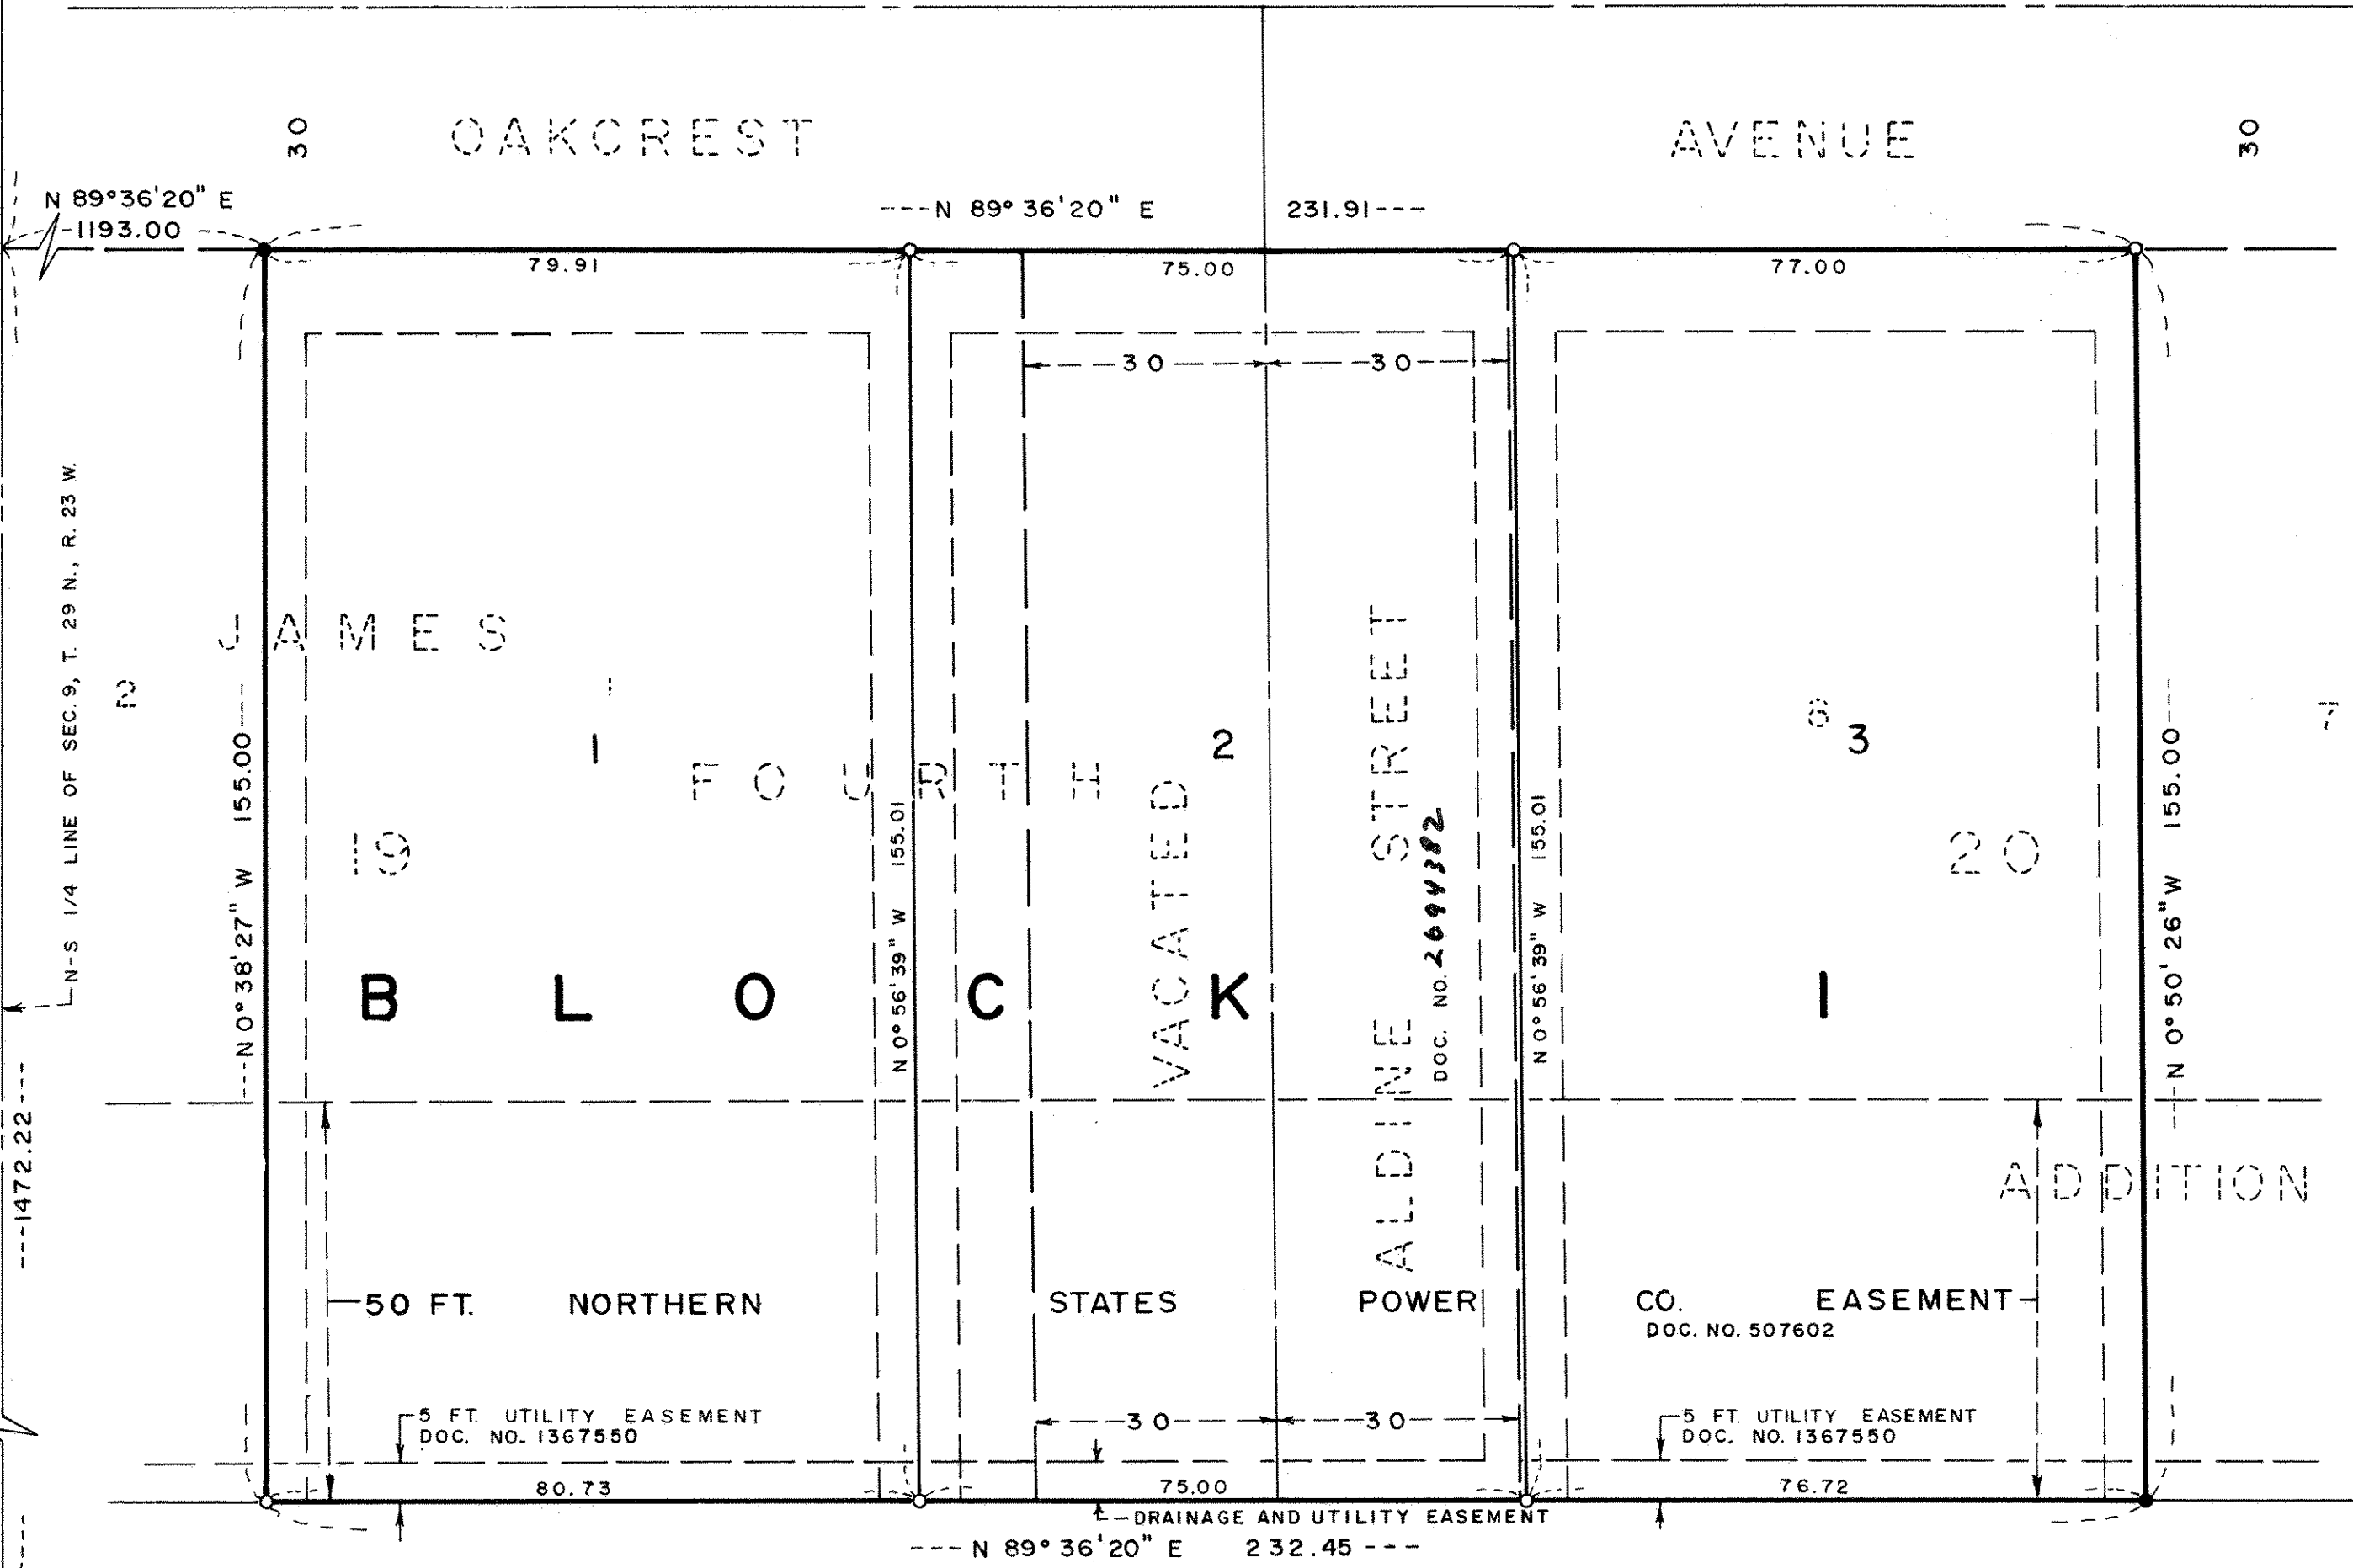 30
OAKCREST AVENUE
30
N 89°36'20" E
1193.00
---N 89°36'20" E 231.91---
79.91
75.00
77.00
30
30
N-S 1/4 LINE OF SEC. 9, T. 29 N., R. 23 W.
---1472.22---
2
---N 0°38'27" W 155.00---
JAMES
1
1
FOURTH
19
N 0°56'39" W 155.01
2
VACATED
ALDINE STREET
DOC. NO. 2694382
N 0°56'39" W 155.01
6
3
20
7
---N 0°50'26" W 155.00---
BLOCK 1
ADDITION
50 FT. NORTHERN STATES POWER CO. EASEMENT
DOC. NO. 507602
5 FT. UTILITY EASEMENT
DOC. NO. 1367550
30
30
5 FT. UTILITY EASEMENT
DOC. NO. 1367550
80.73
75.00
76.72
DRAINAGE AND UTILITY EASEMENT
--- N 89°36'20" E 232.45 ---